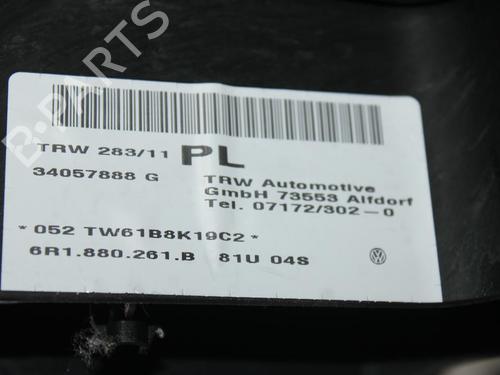 B-PARTS
TRW 283/11 PL
34057888 G
TRW Automotive
GmbH 73553 Alfdorf
Tel. 07172/302-0
*052 TW61B8K19C2*
6R1.880.261.B 81U 04S